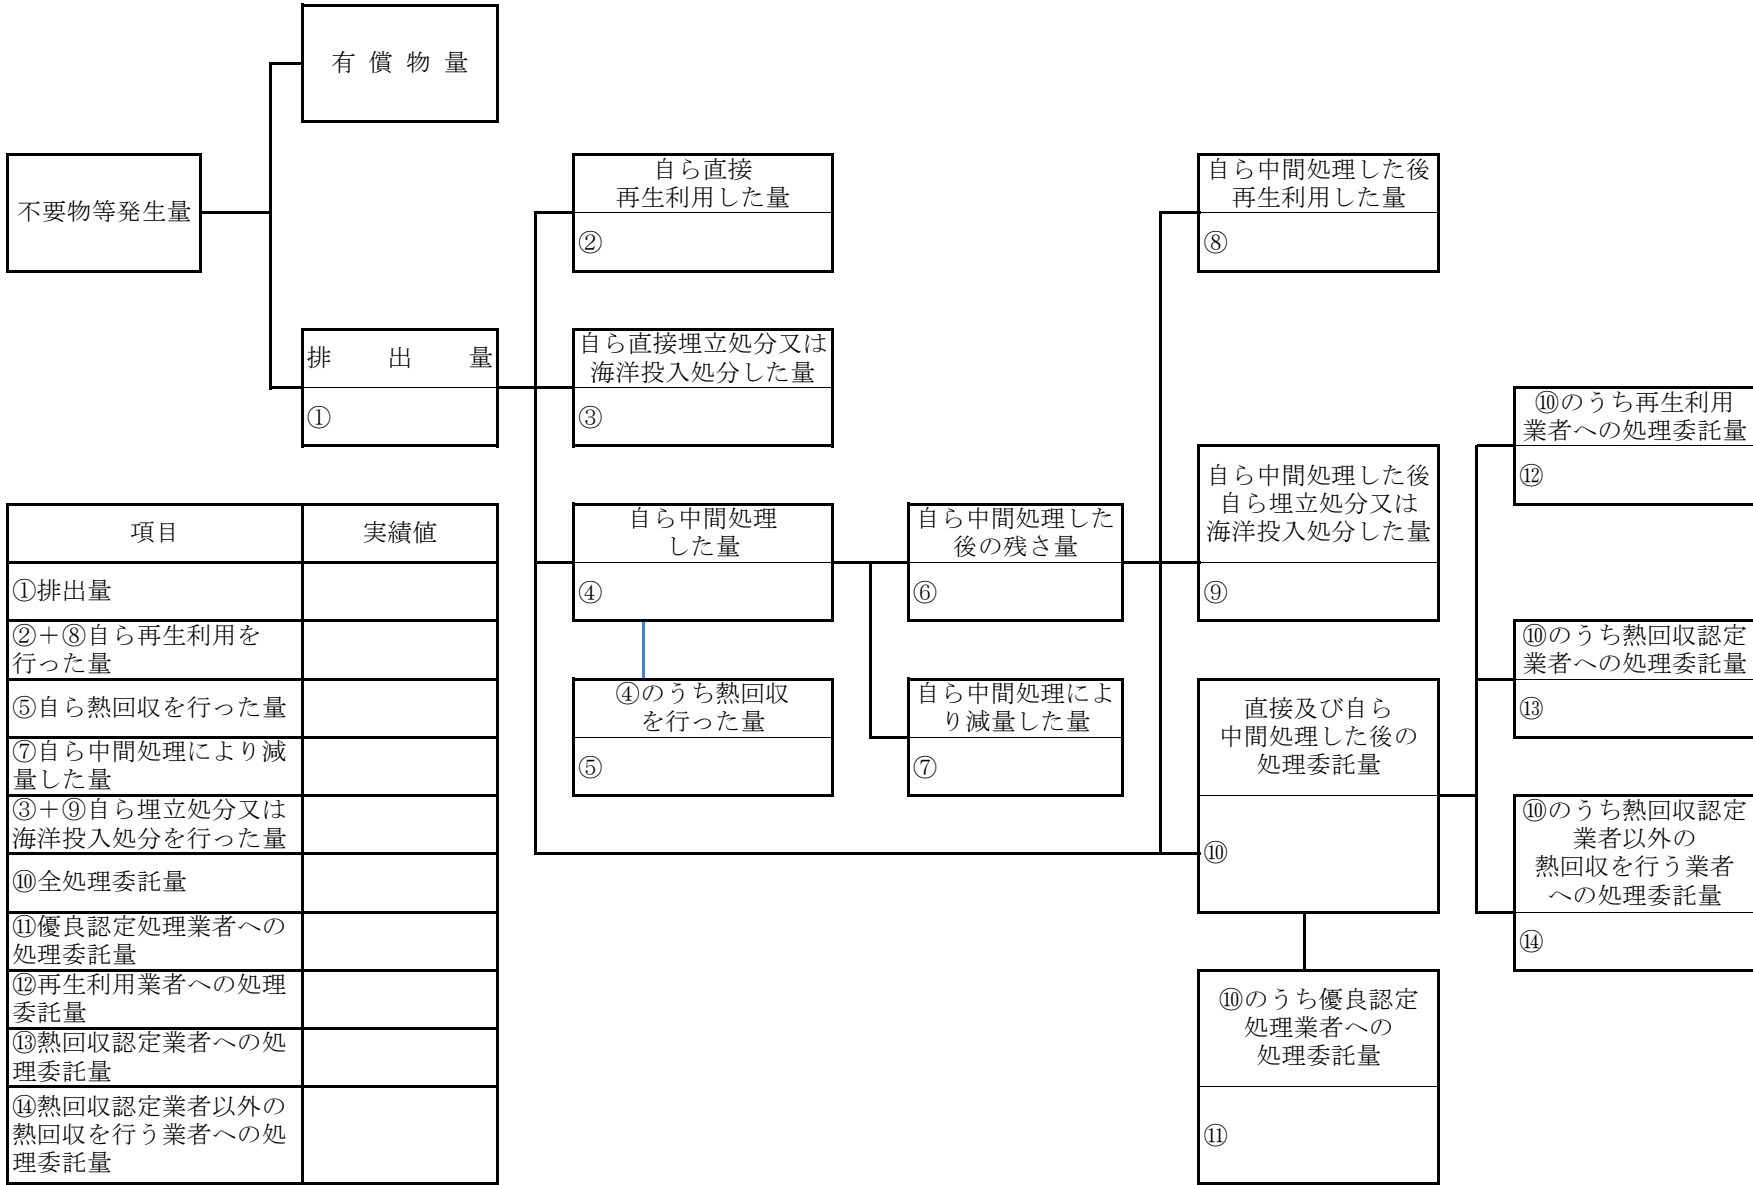 有 償 物 量
不要物等発生量
自ら直接
再生利用した量
②
自ら中間処理した後
再生利用した量
⑧
排 出 量
①
自ら直接埋立処分又は
海洋投入処分した量
③
⑩のうち再生利用
業者への処理委託量
⑫
自ら中間処理した後
自ら埋立処分又は
海洋投入処分した量
⑨
自ら中間処理
した量
④
自ら中間処理した
後の残さ量
⑥
④のうち熱回収
を行った量
⑤
自ら中間処理によ
り減量した量
⑦
直接及び自ら
中間処理した後の
処理委託量
⑩
⑩のうち熱回収認定
業者への処理委託量
⑬
⑩のうち熱回収認定
業者以外の
熱回収を行う業者
への処理委託量
⑭
⑩のうち優良認定
処理業者への
処理委託量
⑪
項目 実績値
①排出量
②＋⑧自ら再生利用を
行った量
⑤自ら熱回収を行った量
⑦自ら中間処理により減
量した量
③＋⑨自ら埋立処分又は
海洋投入処分を行った量
⑩全処理委託量
⑪優良認定処理業者への
処理委託量
⑫再生利用業者への処理
委託量
⑬熱回収認定業者への処
理委託量
⑭熱回収認定業者以外の
熱回収を行う業者への処
理委託量